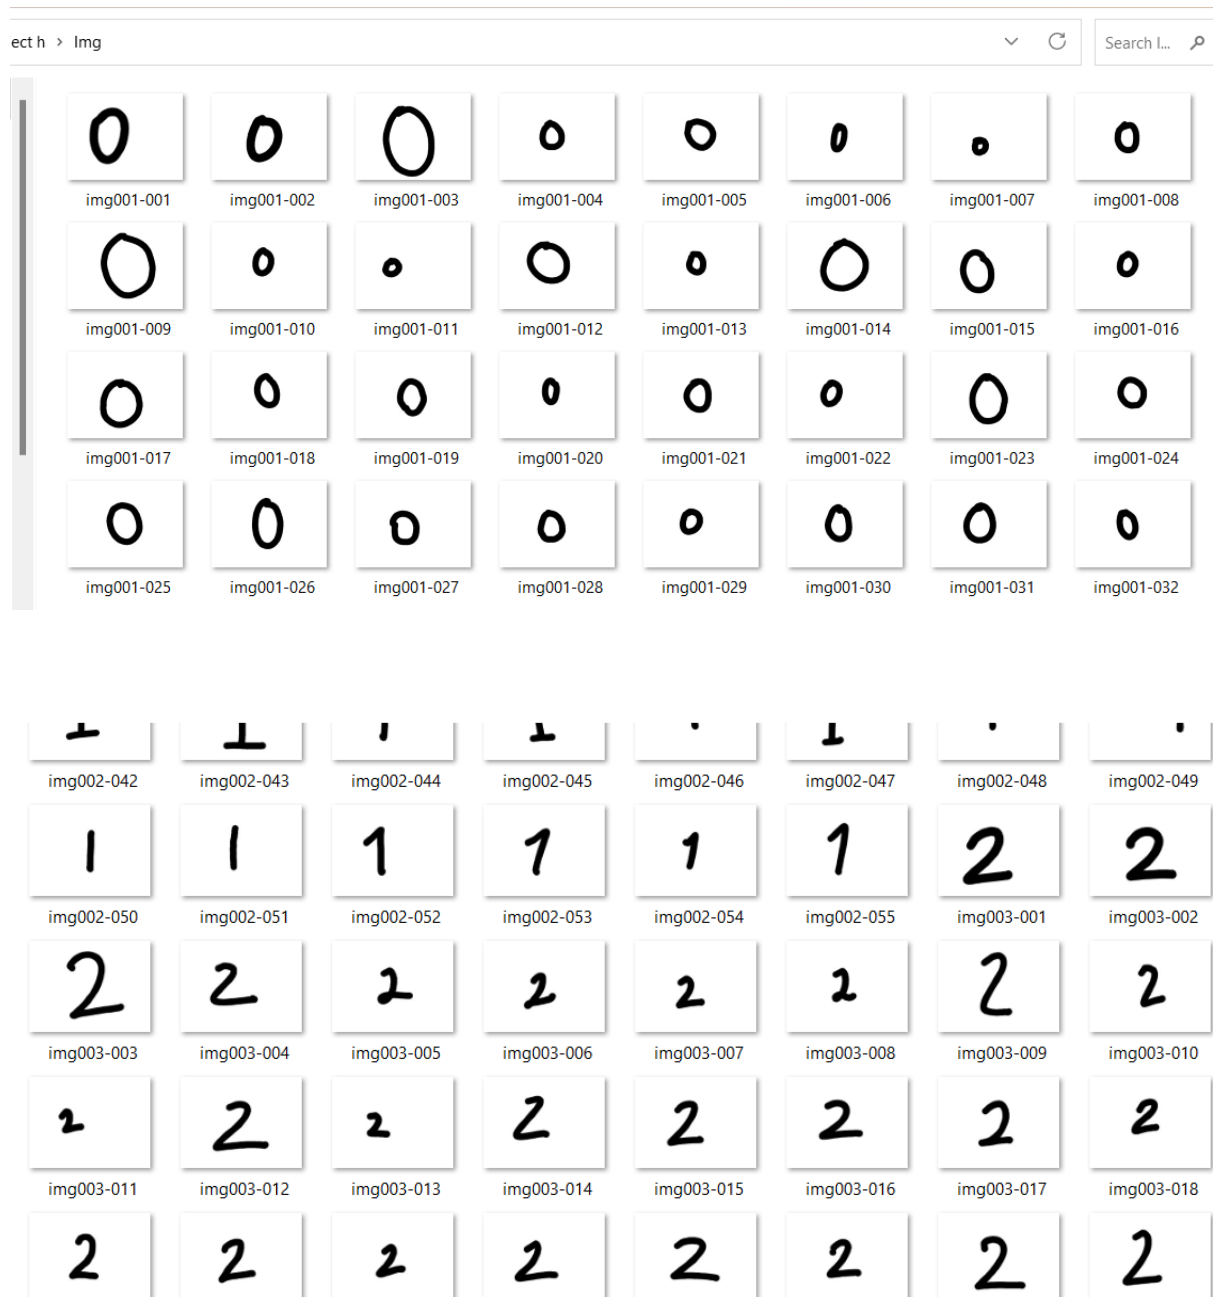 ect h > Img Search I...
0 0 0 0 0 0 0 0
img001-001 img001-002 img001-003 img001-004 img001-005 img001-006 img001-007 img001-008
0 0 0 0 0 0 0 0
img001-009 img001-010 img001-011 img001-012 img001-013 img001-014 img001-015 img001-016
0 0 0 0 0 0 0 0
img001-017 img001-018 img001-019 img001-020 img001-021 img001-022 img001-023 img001-024
0 0 0 0 0 0 0 0
img001-025 img001-026 img001-027 img001-028 img001-029 img001-030 img001-031 img001-032
1 1 1 1 1 1 1 1
img002-042 img002-043 img002-044 img002-045 img002-046 img002-047 img002-048 img002-049
1 1 1 1 1 1 2 2
img002-050 img002-051 img002-052 img002-053 img002-054 img002-055 img003-001 img003-002
2 2 2 2 2 2 2 2
img003-003 img003-004 img003-005 img003-006 img003-007 img003-008 img003-009 img003-010
2 2 2 2 2 2 2 2
img003-011 img003-012 img003-013 img003-014 img003-015 img003-016 img003-017 img003-018
2 2 2 2 2 2 2 2